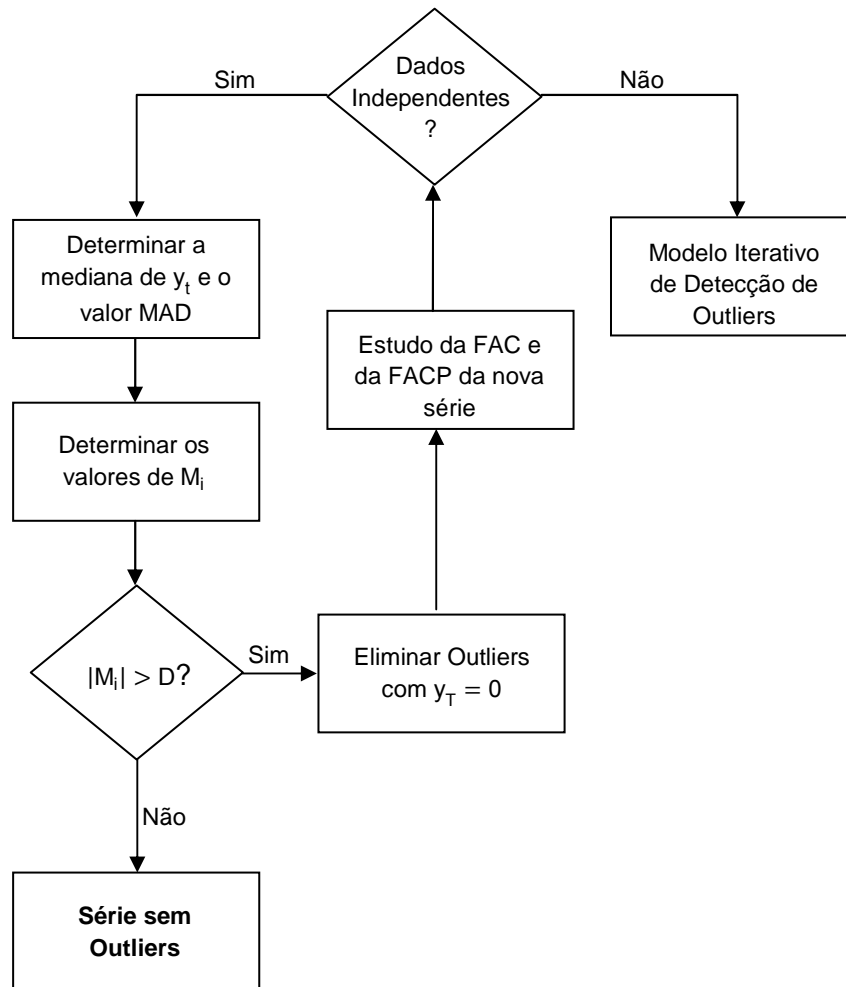 Dados
Independentes
?
Sim
Não
Determinar a
mediana de yₜ e o
valor MAD
Modelo Iterativo
de Detecção de
Outliers
Estudo da FAC e
da FACP da nova
série
Determinar os
valores de Mᵢ
|Mᵢ| > D?
Sim
Eliminar Outliers
com y_T = 0
Não
Série sem
Outliers